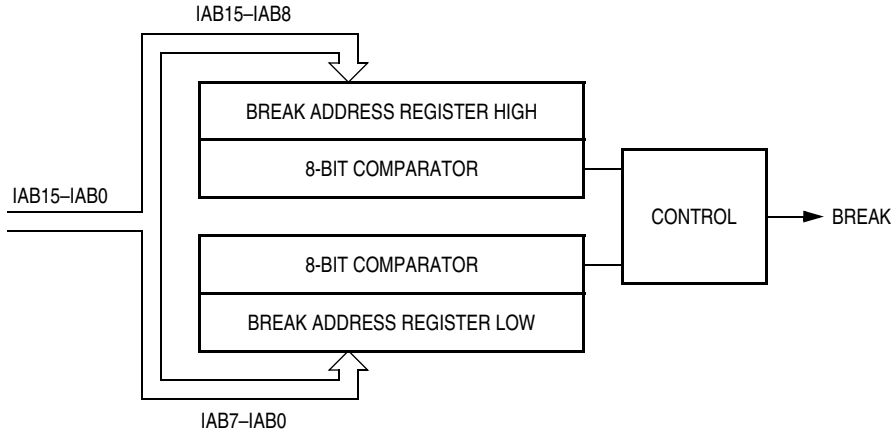 IAB15–IAB8
BREAK ADDRESS REGISTER HIGH
8-BIT COMPARATOR
IAB15–IAB0
CONTROL
BREAK
8-BIT COMPARATOR
BREAK ADDRESS REGISTER LOW
IAB7–IAB0